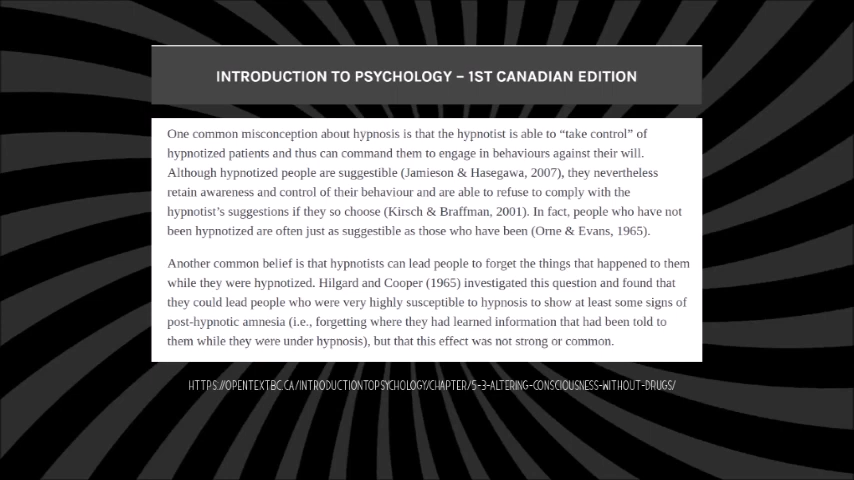 INTRODUCTION TO PSYCHOLOGY – 1ST CANADIAN EDITION
One common misconception about hypnosis is that the hypnotist is able to “take control” of
hypnotized patients and thus can command them to engage in behaviours against their will.
Although hypnotized people are suggestible (Jamieson & Hasegawa, 2007), they nevertheless
retain awareness and control of their behaviour and are able to refuse to comply with the
hypnotist’s suggestions if they so choose (Kirsch & Braffman, 2001). In fact, people who have not
been hypnotized are often just as suggestible as those who have been (Orne & Evans, 1965).
Another common belief is that hypnotists can lead people to forget the things that happened to them
while they were hypnotized. Hilgard and Cooper (1965) investigated this question and found that
they could lead people who were very highly susceptible to hypnosis to show at least some signs of
post-hypnotic amnesia (i.e., forgetting where they had learned information that had been told to
them while they were under hypnosis), but that this effect was not strong or common.
HTTPS://OPENTEXTBC.CA/INTRODUCTIONTOPSYCHOLOGY/CHAPTER/5-3-ALTERING-CONSCIOUSNESS-WITHOUT-DRUGS/